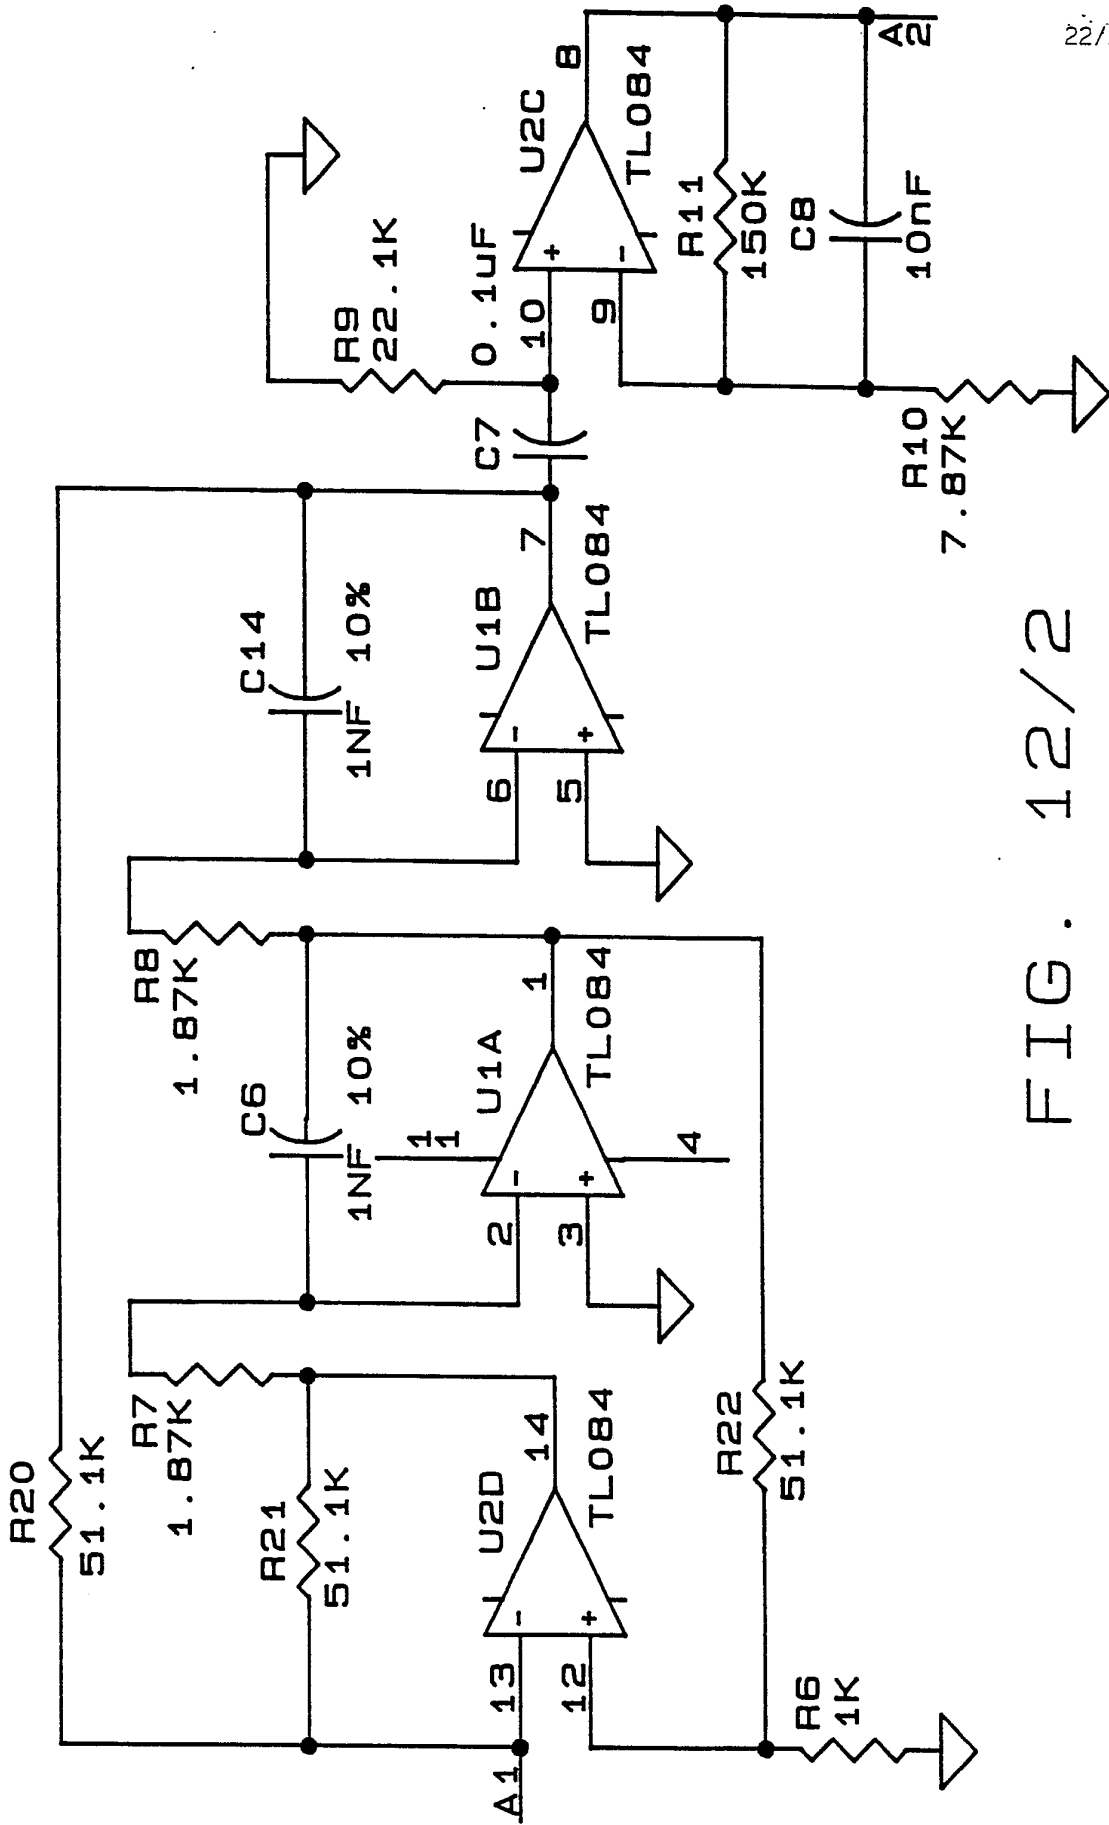 22/
R20
51.1K
R21
51.1K
R7
1.87K
A1
13
12
U2D
14
TL084
R6
1K
R22
51.1K
C6
1NF
10%
R8
1.87K
2
3
11
4
U1A
1
TL084
C14
1NF
10%
6
5
U1B
7
TL084
R9
22.1K
C7
0.1uF
10
9
U2C
8
TL084
R11
150K
C8
10nF
R10
7.87K
A2
- + - + - + + -
FIG. 12/2